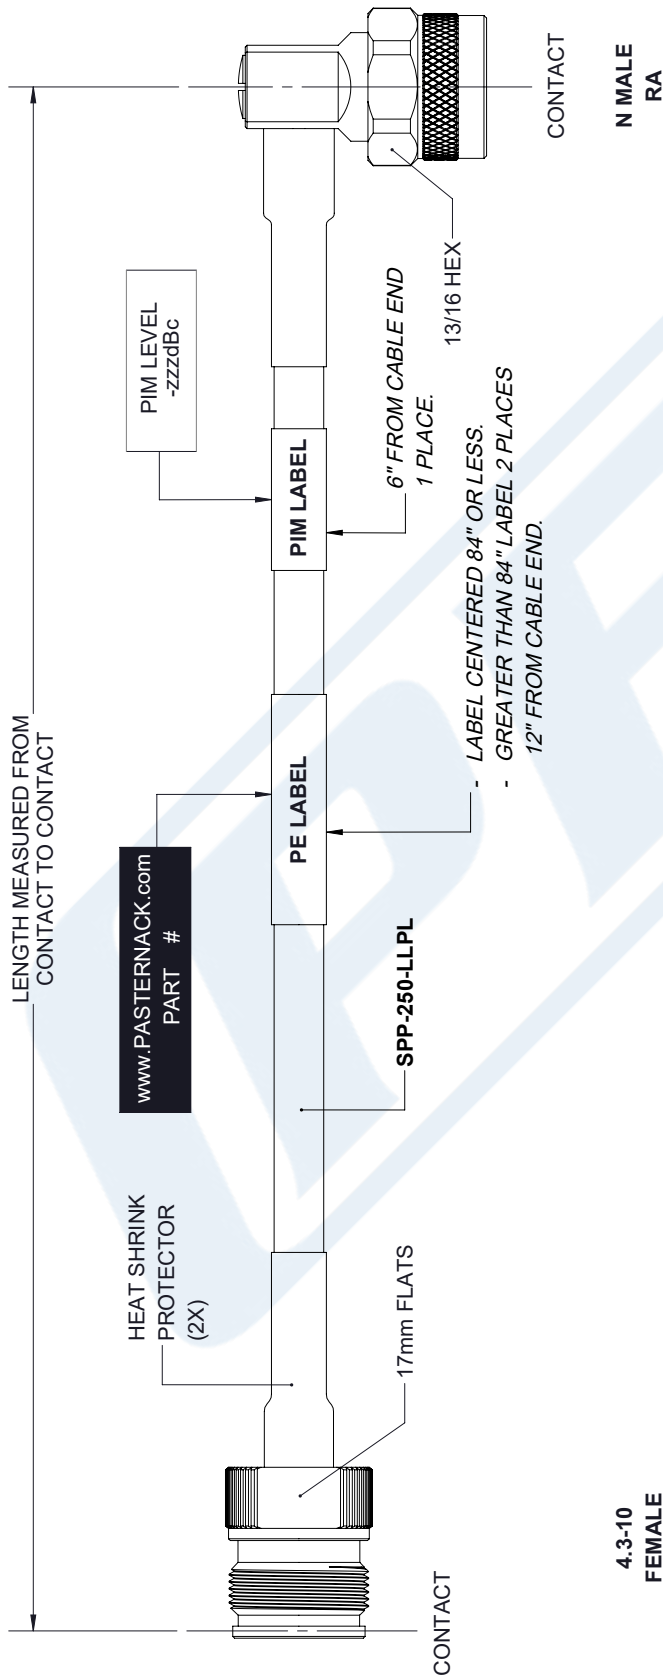 LENGTH MEASURED FROM
CONTACT TO CONTACT
www.PASTERNACK.com
PART #
PIM LEVEL
-zzzdBc
HEAT SHRINK
PROTECTOR
(2X)
PE LABEL
PIM LABEL
6" FROM CABLE END
1 PLACE.
13/16 HEX
17mm FLATS
SPP-250-LLPL
- LABEL CENTERED 84" OR LESS.
- GREATER THAN 84" LABEL 2 PLACES
12" FROM CABLE END.
CONTACT
CONTACT
4.3-10
FEMALE
N MALE
RA